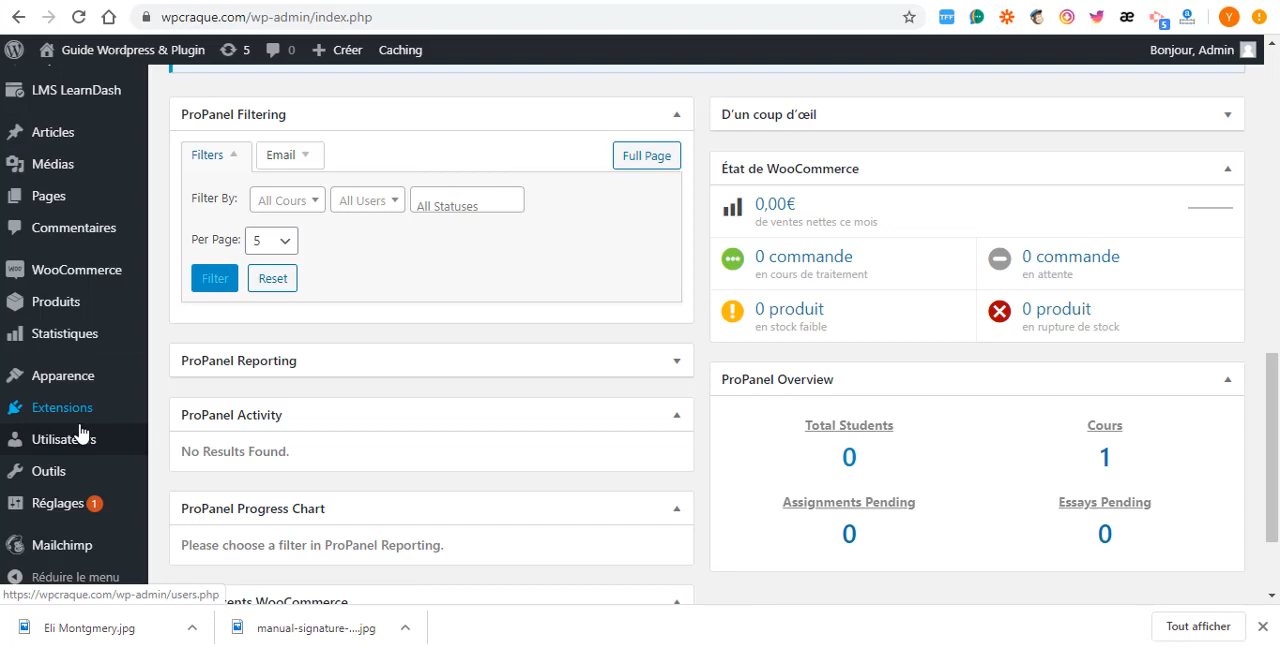 wpcraque.com/wp-admin/index.php
TFF
æ
5
a
Y
Guide Wordpress & Plugin 5 0 Créer Caching
Bonjour, Admin
LMS LearnDash
Articles
Médias
Pages
Commentaires
WOO WooCommerce
Produits
Statistiques
Apparence
Extensions
Réglages 1
Outils
Mailchimp
Réduire le menu
https://wpcraque.com/wp-admin/users.php
ProPanel Filtering
Filters
Email
Full Page
Filter By:
All Cours
All Users
All Statuses
Per Page:
5
Filter
Reset
ProPanel Reporting
ProPanel Activity
No Results Found.
ProPanel Progress Chart
Please choose a filter in ProPanel Reporting.
WooCommerce
D’un coup d’œil
État de WooCommerce
0,00€
de ventes nettes ce mois
0 commande
en cours de traitement
0 commande
en attente
0 produit
en stock faible
0 produit
en rupture de stock
ProPanel Overview
Total Students
0
Cours
1
Assignments Pending
0
Essays Pending
0
Eli Montgmery.jpg
manual-signature-....jpg
Tout afficher